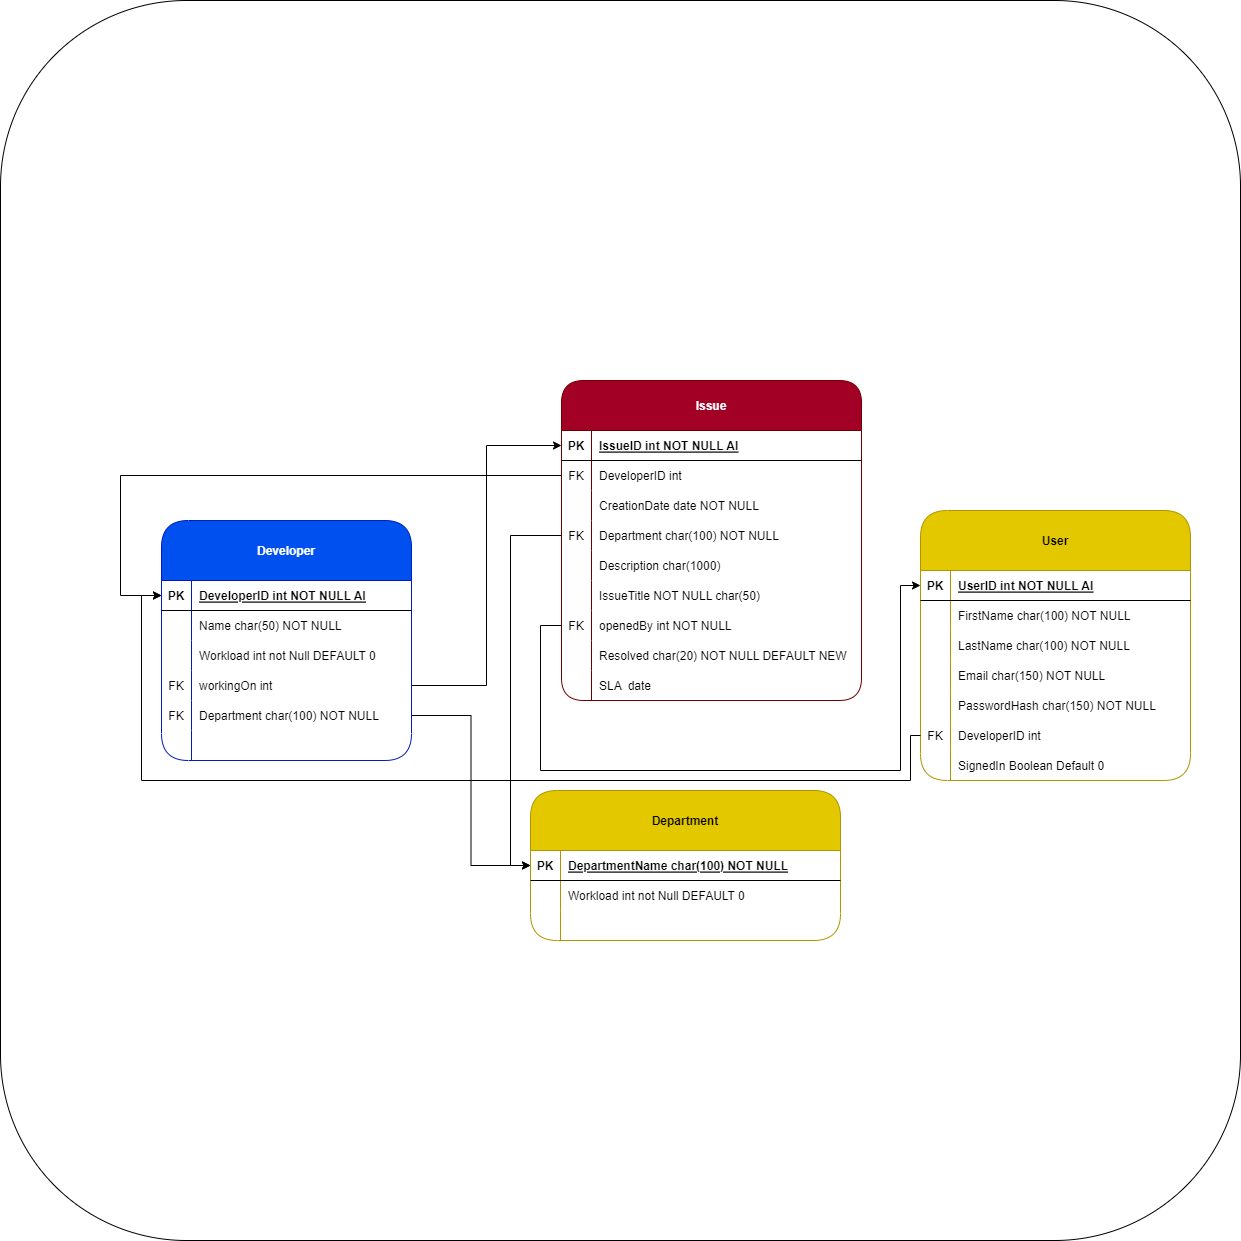 Issue
PK IssueID int NOT NULL AI
FK DeveloperID int
CreationDate date NOT NULL
FK Department char(100) NOT NULL
Description char(1000)
IssueTitle NOT NULL char(50)
FK openedBy int NOT NULL
Resolved char(20) NOT NULL DEFAULT NEW
SLA date
Developer
PK DeveloperID int NOT NULL AI
Name char(50) NOT NULL
Workload int not Null DEFAULT 0
FK workingOn int
FK Department char(100) NOT NULL
User
PK UserID int NOT NULL AI
FirstName char(100) NOT NULL
LastName char(100) NOT NULL
Email char(150) NOT NULL
PasswordHash char(150) NOT NULL
FK DeveloperID int
SignedIn Boolean Default 0
Department
PK DepartmentName char(100) NOT NULL
Workload int not Null DEFAULT 0